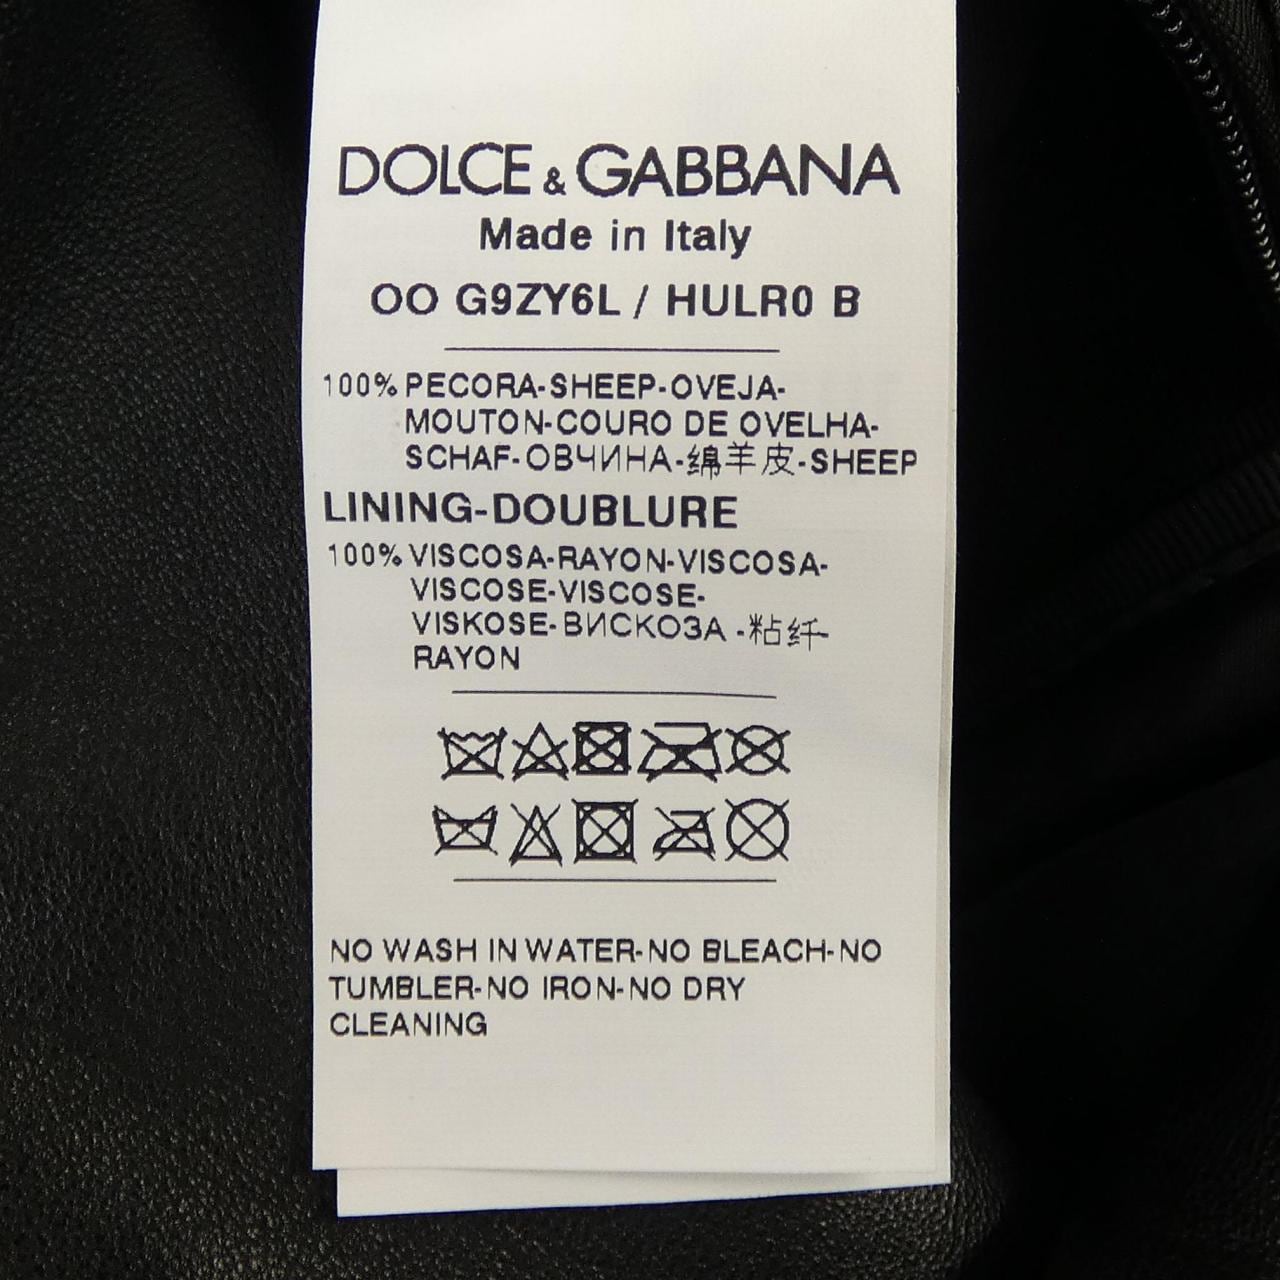 DOLCE & GABBANA
Made in Italy
OO G9ZY6L / HULR0 B
100% PECORA-SHEEP-OVEJA-
MOUTON-COURO DE OVELHA-
SCHAF-ОВЧИНА-绵羊皮-SHEEP
LINING-DOUBLURE
100% VISCOSA-RAYON-VISCOSA-
VISCOSE-VISCOSE-
VISKOSE-ВИСКОЗА -粘纤-
RAYON
NO WASH IN WATER-NO BLEACH-NO
TUMBLER-NO IRON-NO DRY
CLEANING